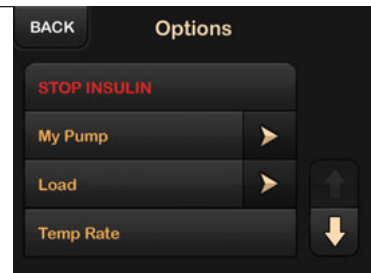 BACK
Options
STOP INSULIN
My Pump
Load
Temp Rate